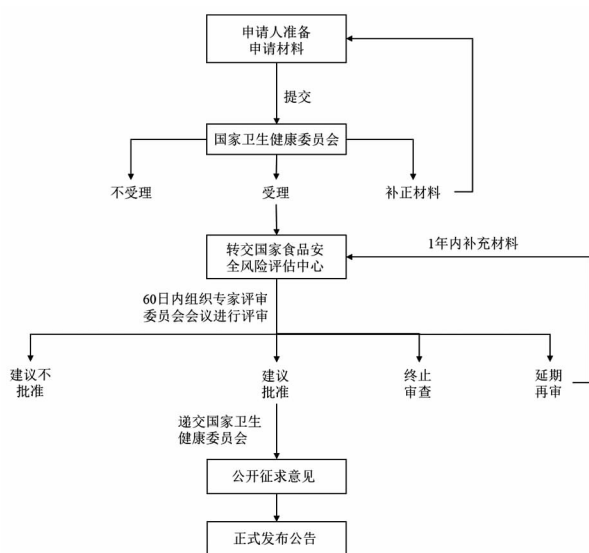 申请人准备
申请材料
提交
国家卫生健康委员会
不受理
受理
补正材料
转交国家食品安
全风险评估中心
1年内补充材料
60日内组织专家评审
委员会会议进行评审
建议不
批准
建议
批准
终止
审查
延期
再审
递交国家卫生
健康委员会
公开征求意见
正式发布公告